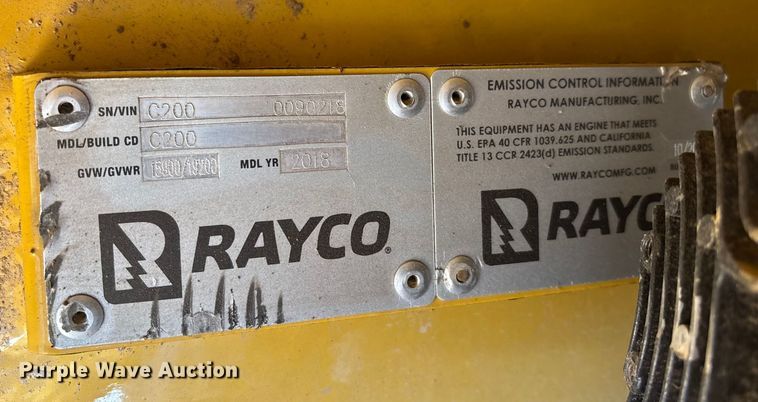 SN/VIN C200 0090218
MDL/BUILD CD C200
GVW/GVWR 15900/19200 MDL YR 2018
RAYCO®
EMISSION CONTROL INFORMATION
RAYCO MANUFACTURING, INC.
THIS EQUIPMENT HAS AN ENGINE THAT MEETS
U.S. EPA 40 CFR 1039.625 AND CALIFORNIA
TITLE 13 CCR 2423(d) EMISSION STANDARDS.
WWW.RAYCOMFG.COM
RAYC
Purple Wave Auction